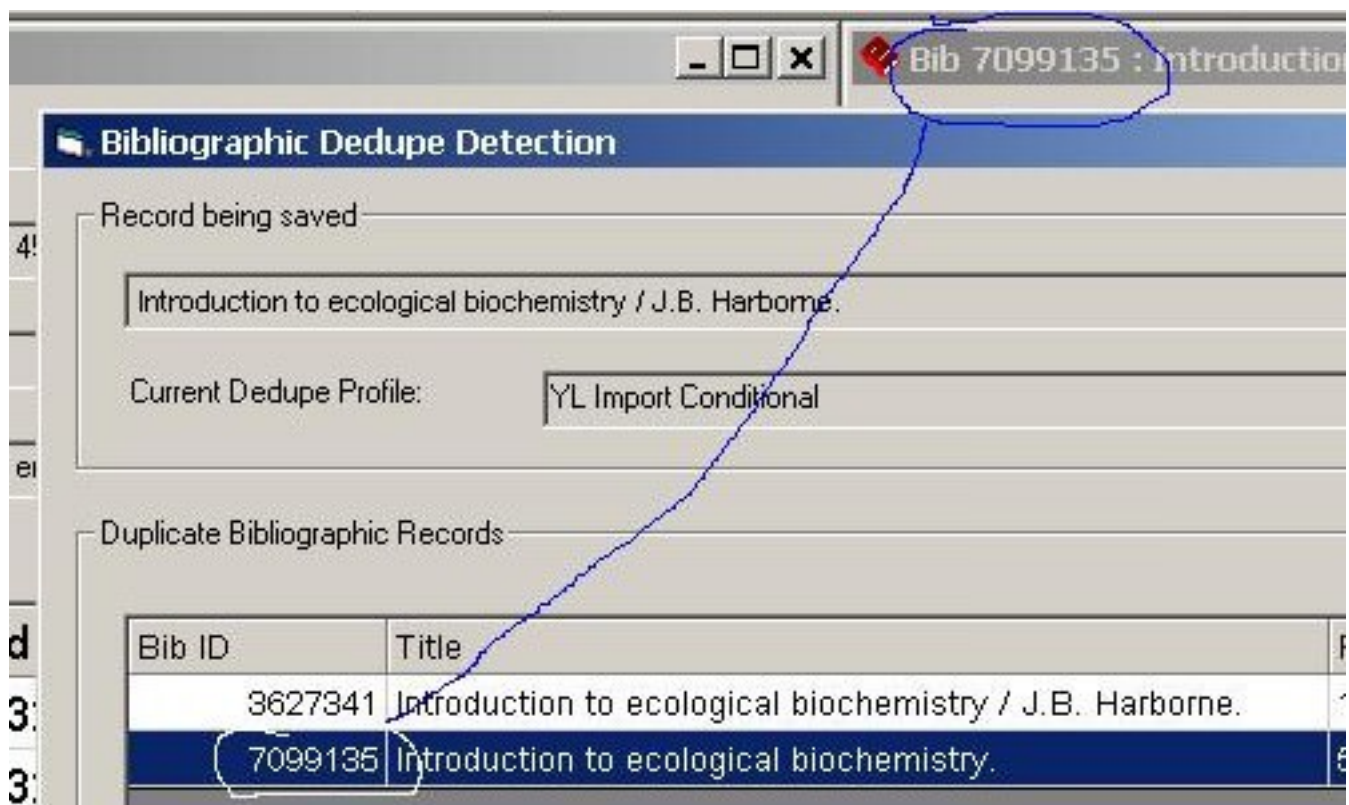 Bib 7099135 : Introduction
Bibliographic Dedupe Detection
Record being saved
Introduction to ecological biochemistry / J.B. Harborne.
Current Dedupe Profile: YL Import Conditional
Duplicate Bibliographic Records
Bib ID Title
3627341 Introduction to ecological biochemistry / J.B. Harborne.
7099135 Introduction to ecological biochemistry.